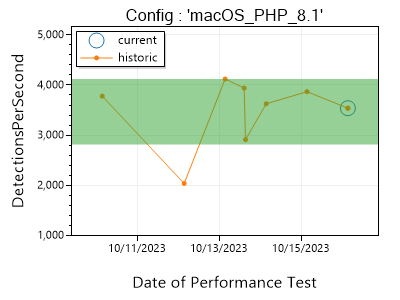 Config : 'macOS_PHP_8.1'
current
historic
DetectionsPerSecond
5,000
4,000
3,000
2,000
1,000
10/11/2023
10/13/2023
10/15/2023
Date of Performance Test